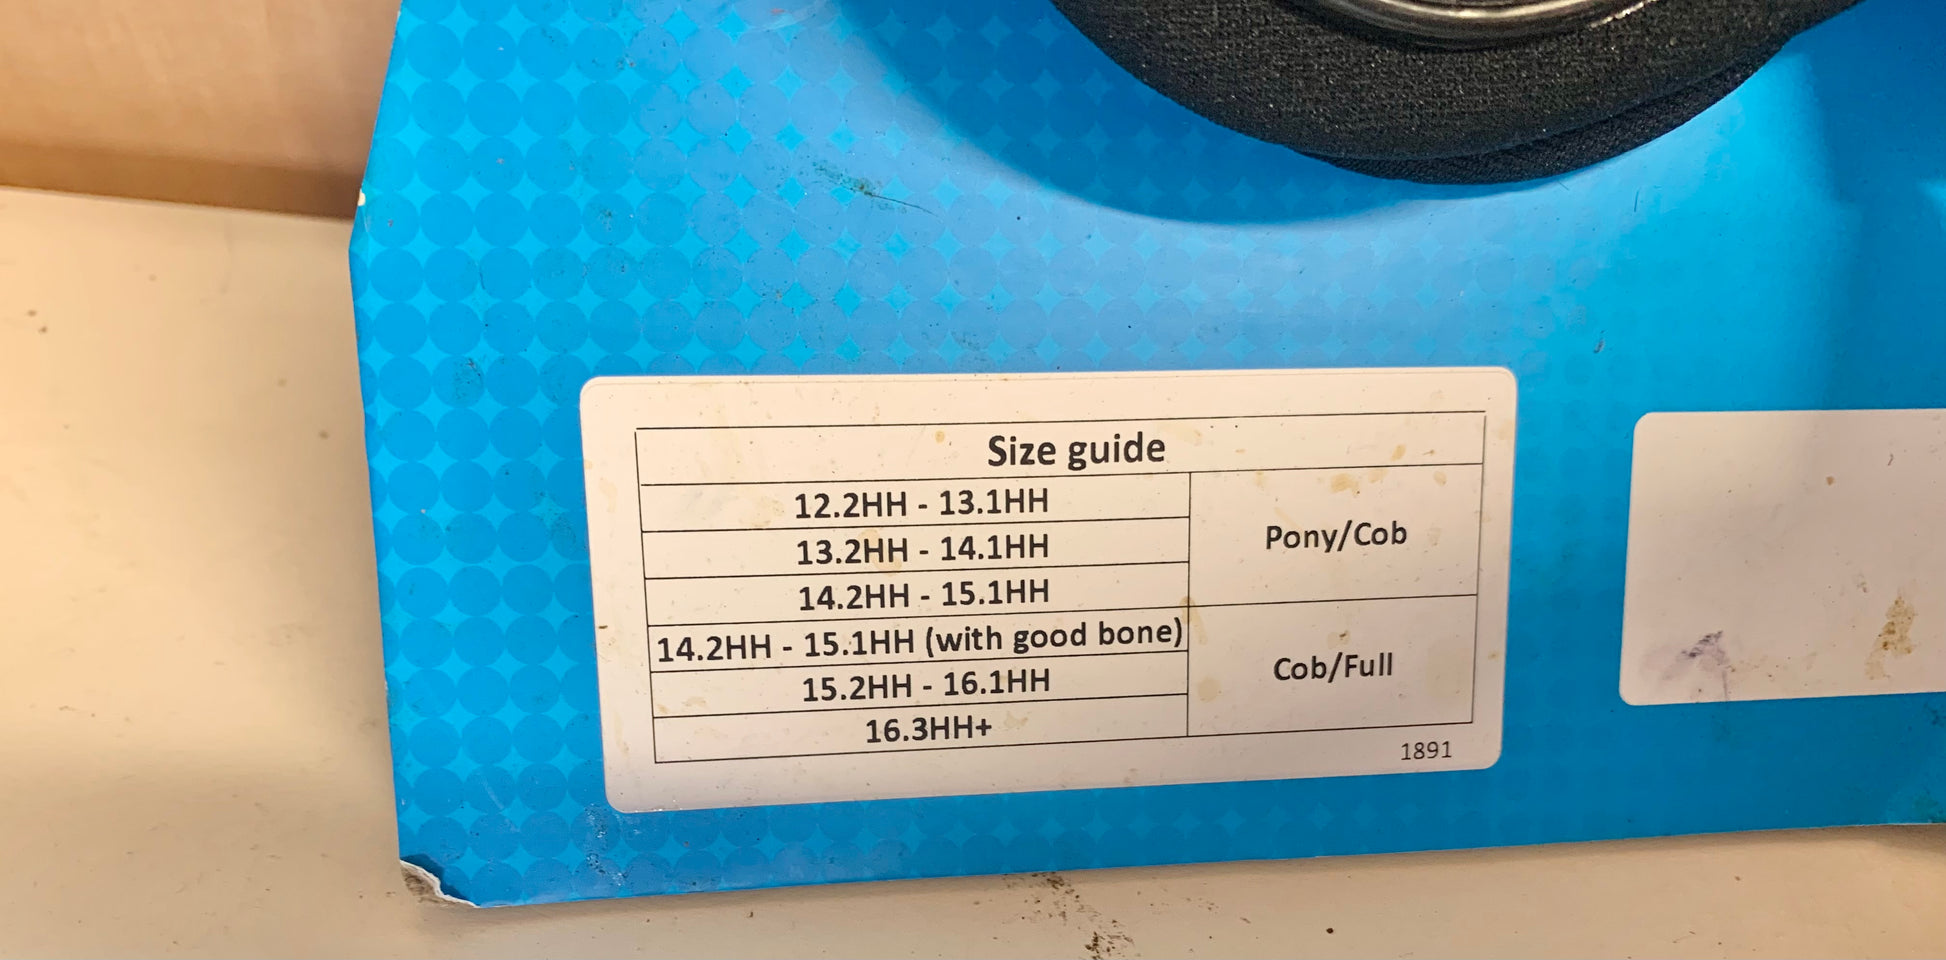 Size guide
12.2HH - 13.1HH
13.2HH - 14.1HH
14.2HH - 15.1HH
Pony/Cob
14.2HH - 15.1HH (with good bone)
15.2HH - 16.1HH
16.3HH+
Cob/Full
1891